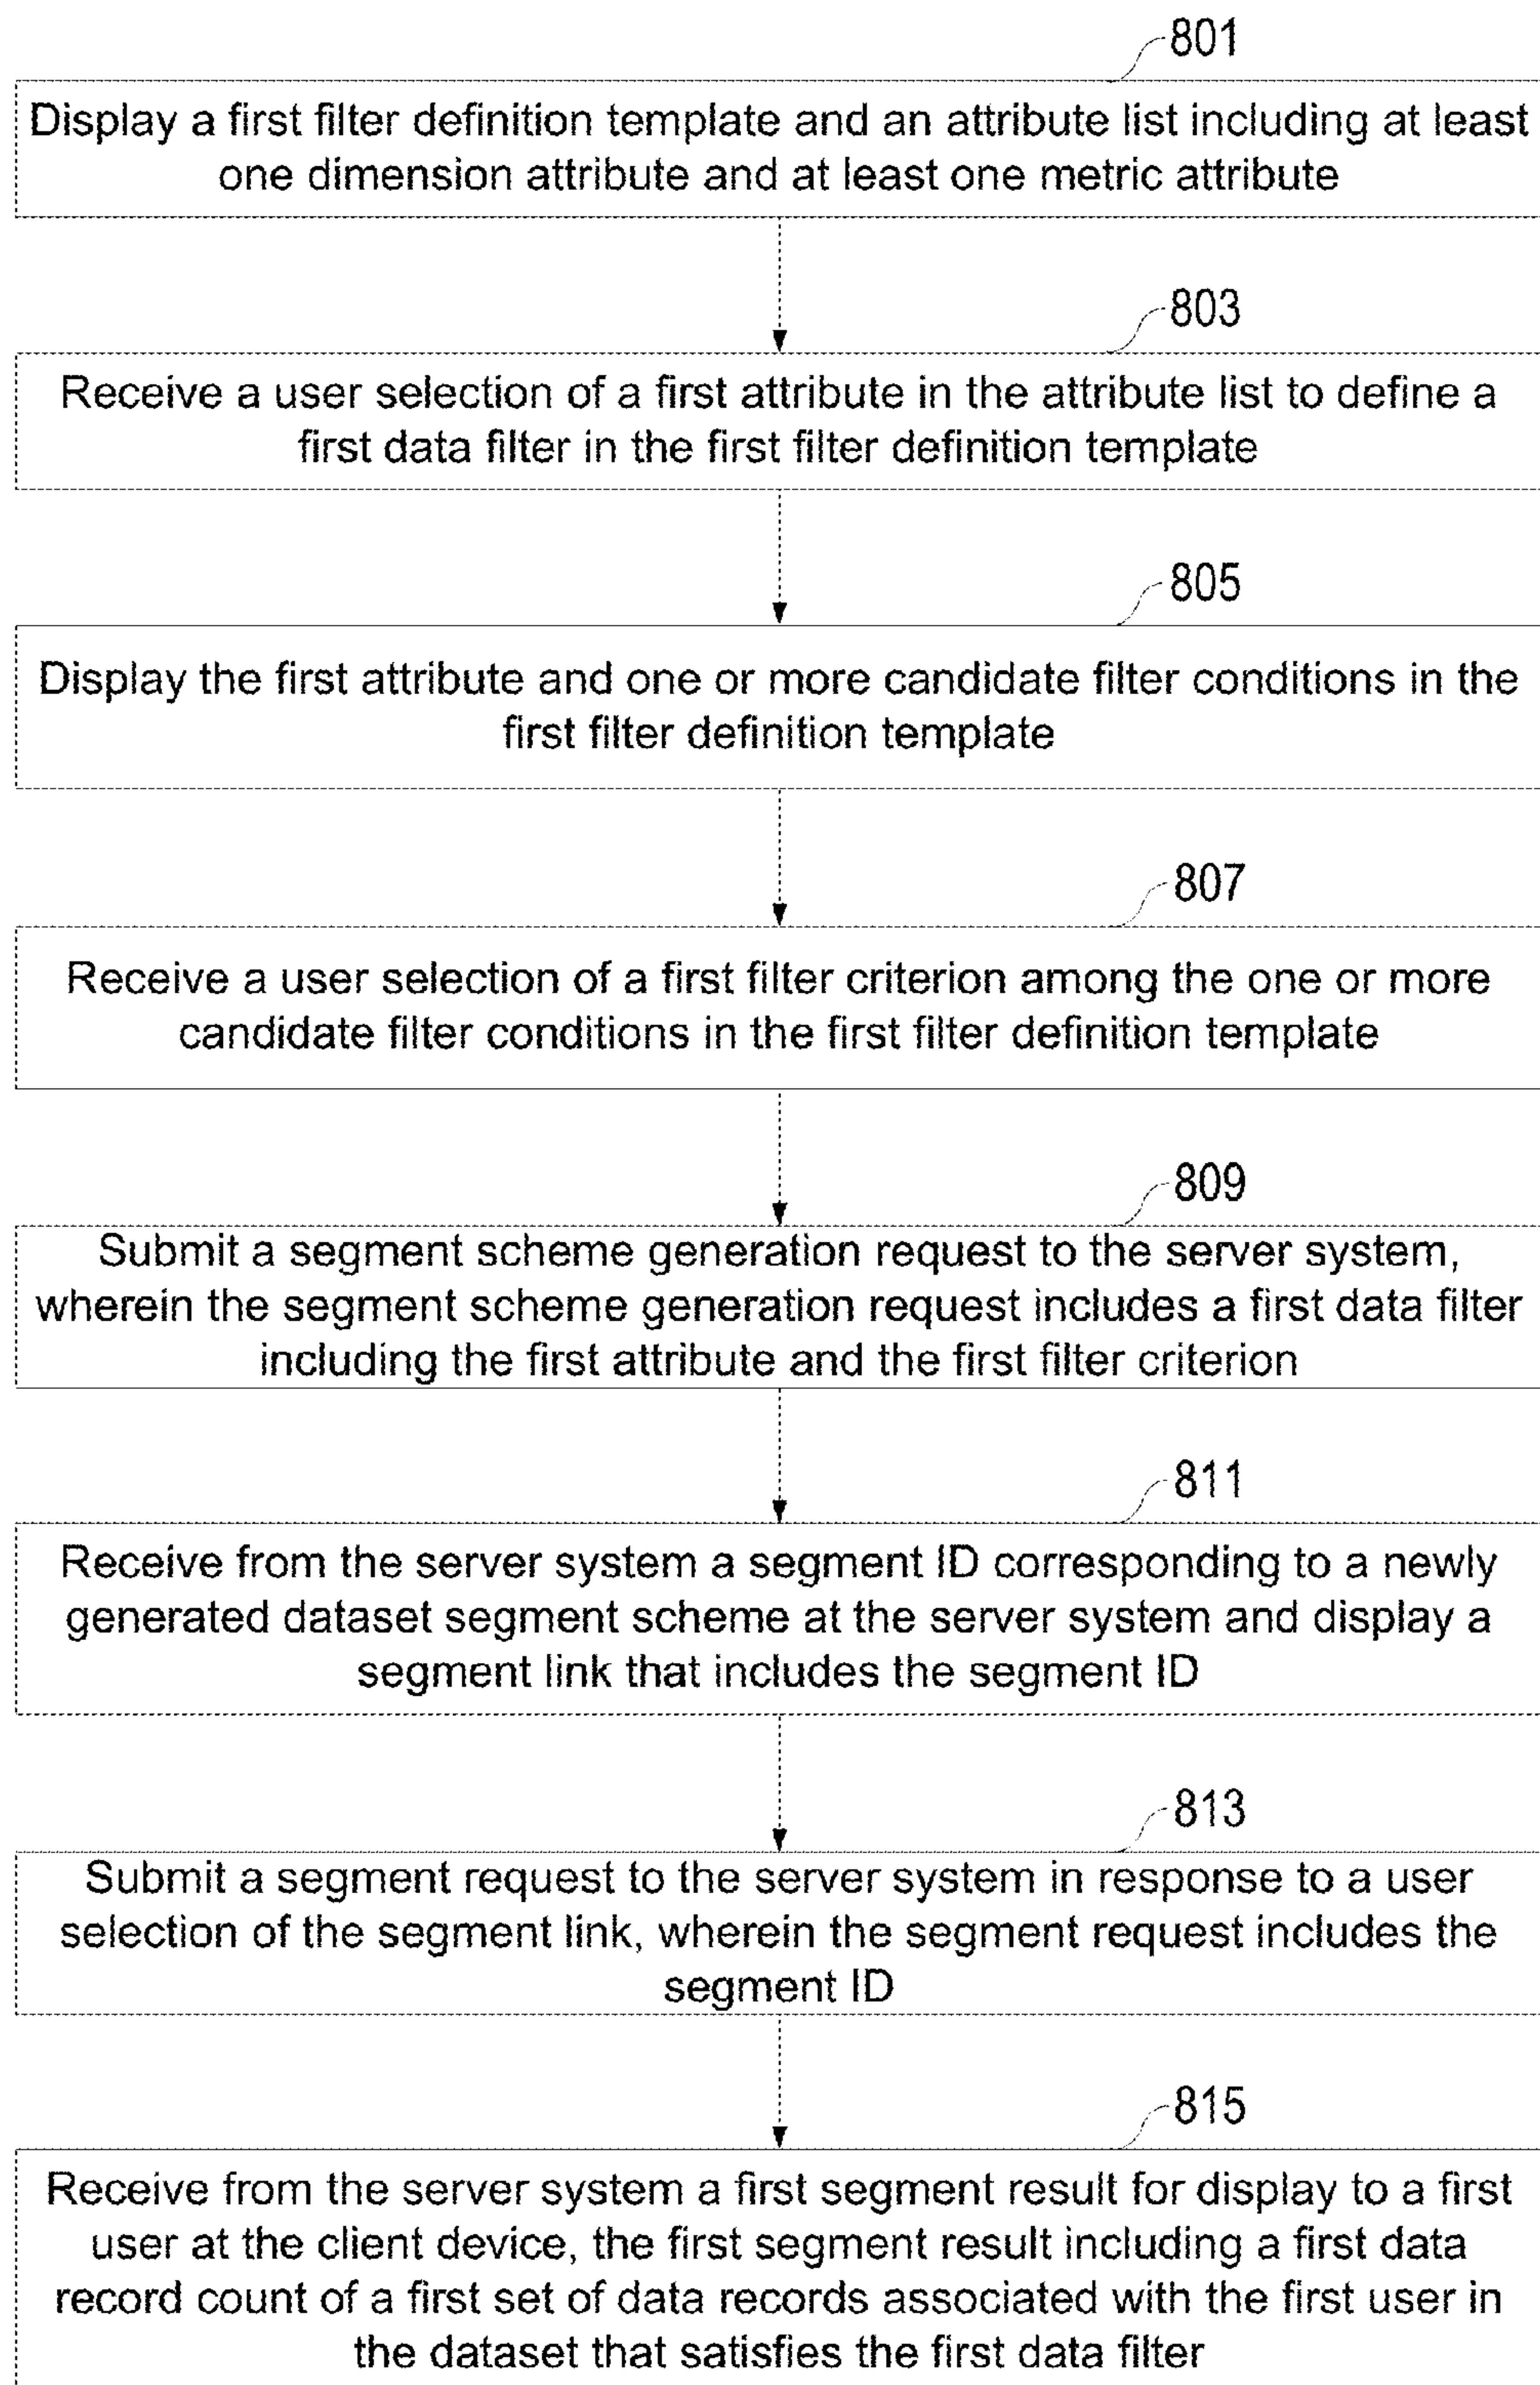 801
Display a first filter definition template and an attribute list including at least
one dimension attribute and at least one metric attribute
803
Receive a user selection of a first attribute in the attribute list to define a
first data filter in the first filter definition template
805
Display the first attribute and one or more candidate filter conditions in the
first filter definition template
807
Receive a user selection of a first filter criterion among the one or more
candidate filter conditions in the first filter definition template
809
Submit a segment scheme generation request to the server system,
wherein the segment scheme generation request includes a first data filter
including the first attribute and the first filter criterion
811
Receive from the server system a segment ID corresponding to a newly
generated dataset segment scheme at the server system and display a
segment link that includes the segment ID
813
Submit a segment request to the server system in response to a user
selection of the segment link, wherein the segment request includes the
segment ID
815
Receive from the server system a first segment result for display to a first
user at the client device, the first segment result including a first data
record count of a first set of data records associated with the first user in
the dataset that satisfies the first data filter